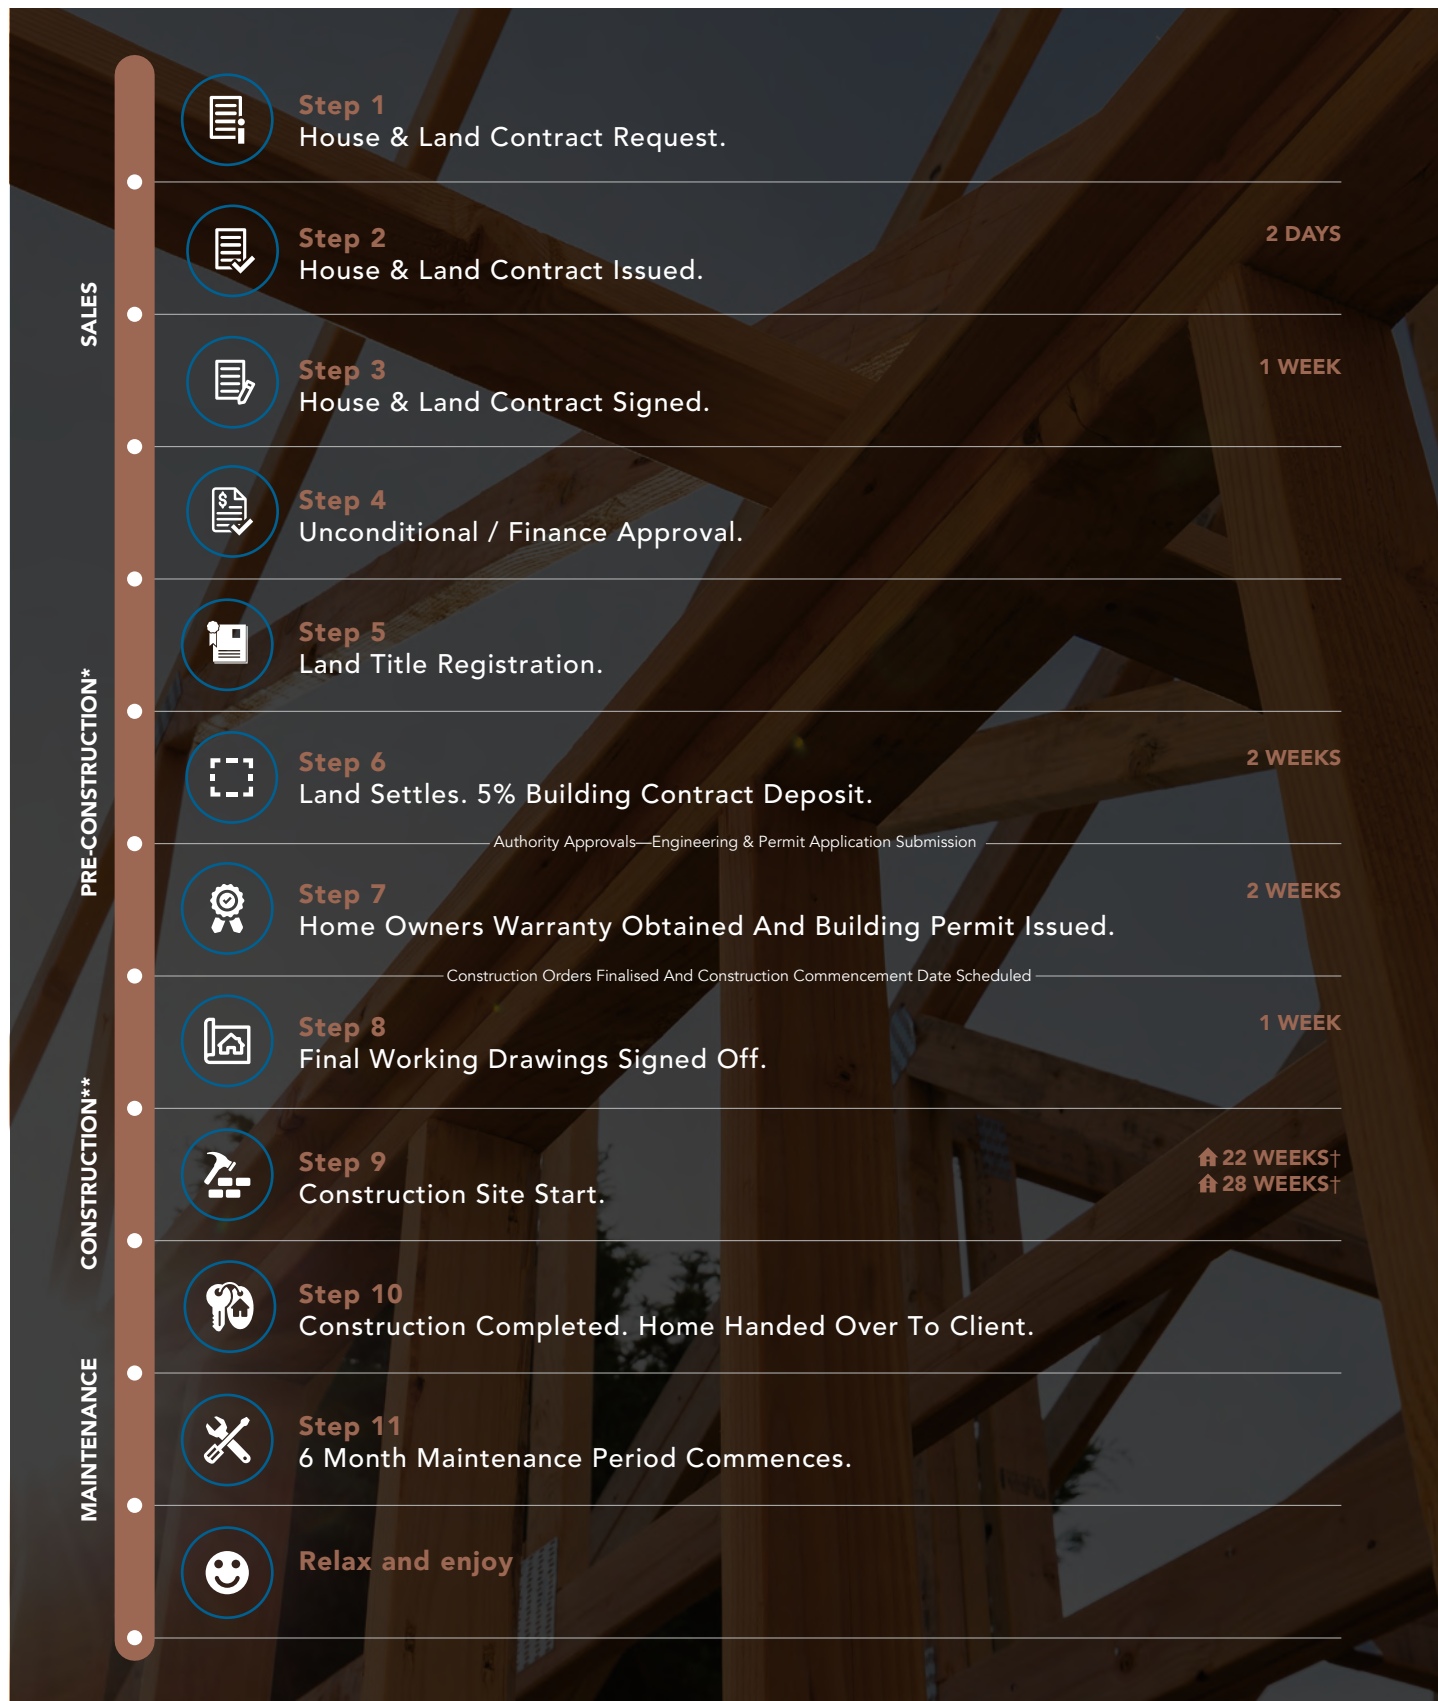 Step 1
House & Land Contract Request.
SALES
Step 2
2 DAYS
House & Land Contract Issued.
Step 3
1 WEEK
House & Land Contract Signed.
Step 4
Unconditional / Finance Approval.
PRE-CONSTRUCTION*
Step 5
Land Title Registration.
Step 6
2 WEEKS
Land Settles. 5% Building Contract Deposit.
Authority Approvals—Engineering & Permit Application Submission
Step 7
2 WEEKS
Home Owners Warranty Obtained And Building Permit Issued.
Construction Orders Finalised And Construction Commencement Date Scheduled
Step 8
1 WEEK
Final Working Drawings Signed Off.
CONSTRUCTION**
Step 9
22 WEEKS†
28 WEEKS†
Construction Site Start.
Step 10
Construction Completed. Home Handed Over To Client.
MAINTENANCE
Step 11
6 Month Maintenance Period Commences.
Relax and enjoy